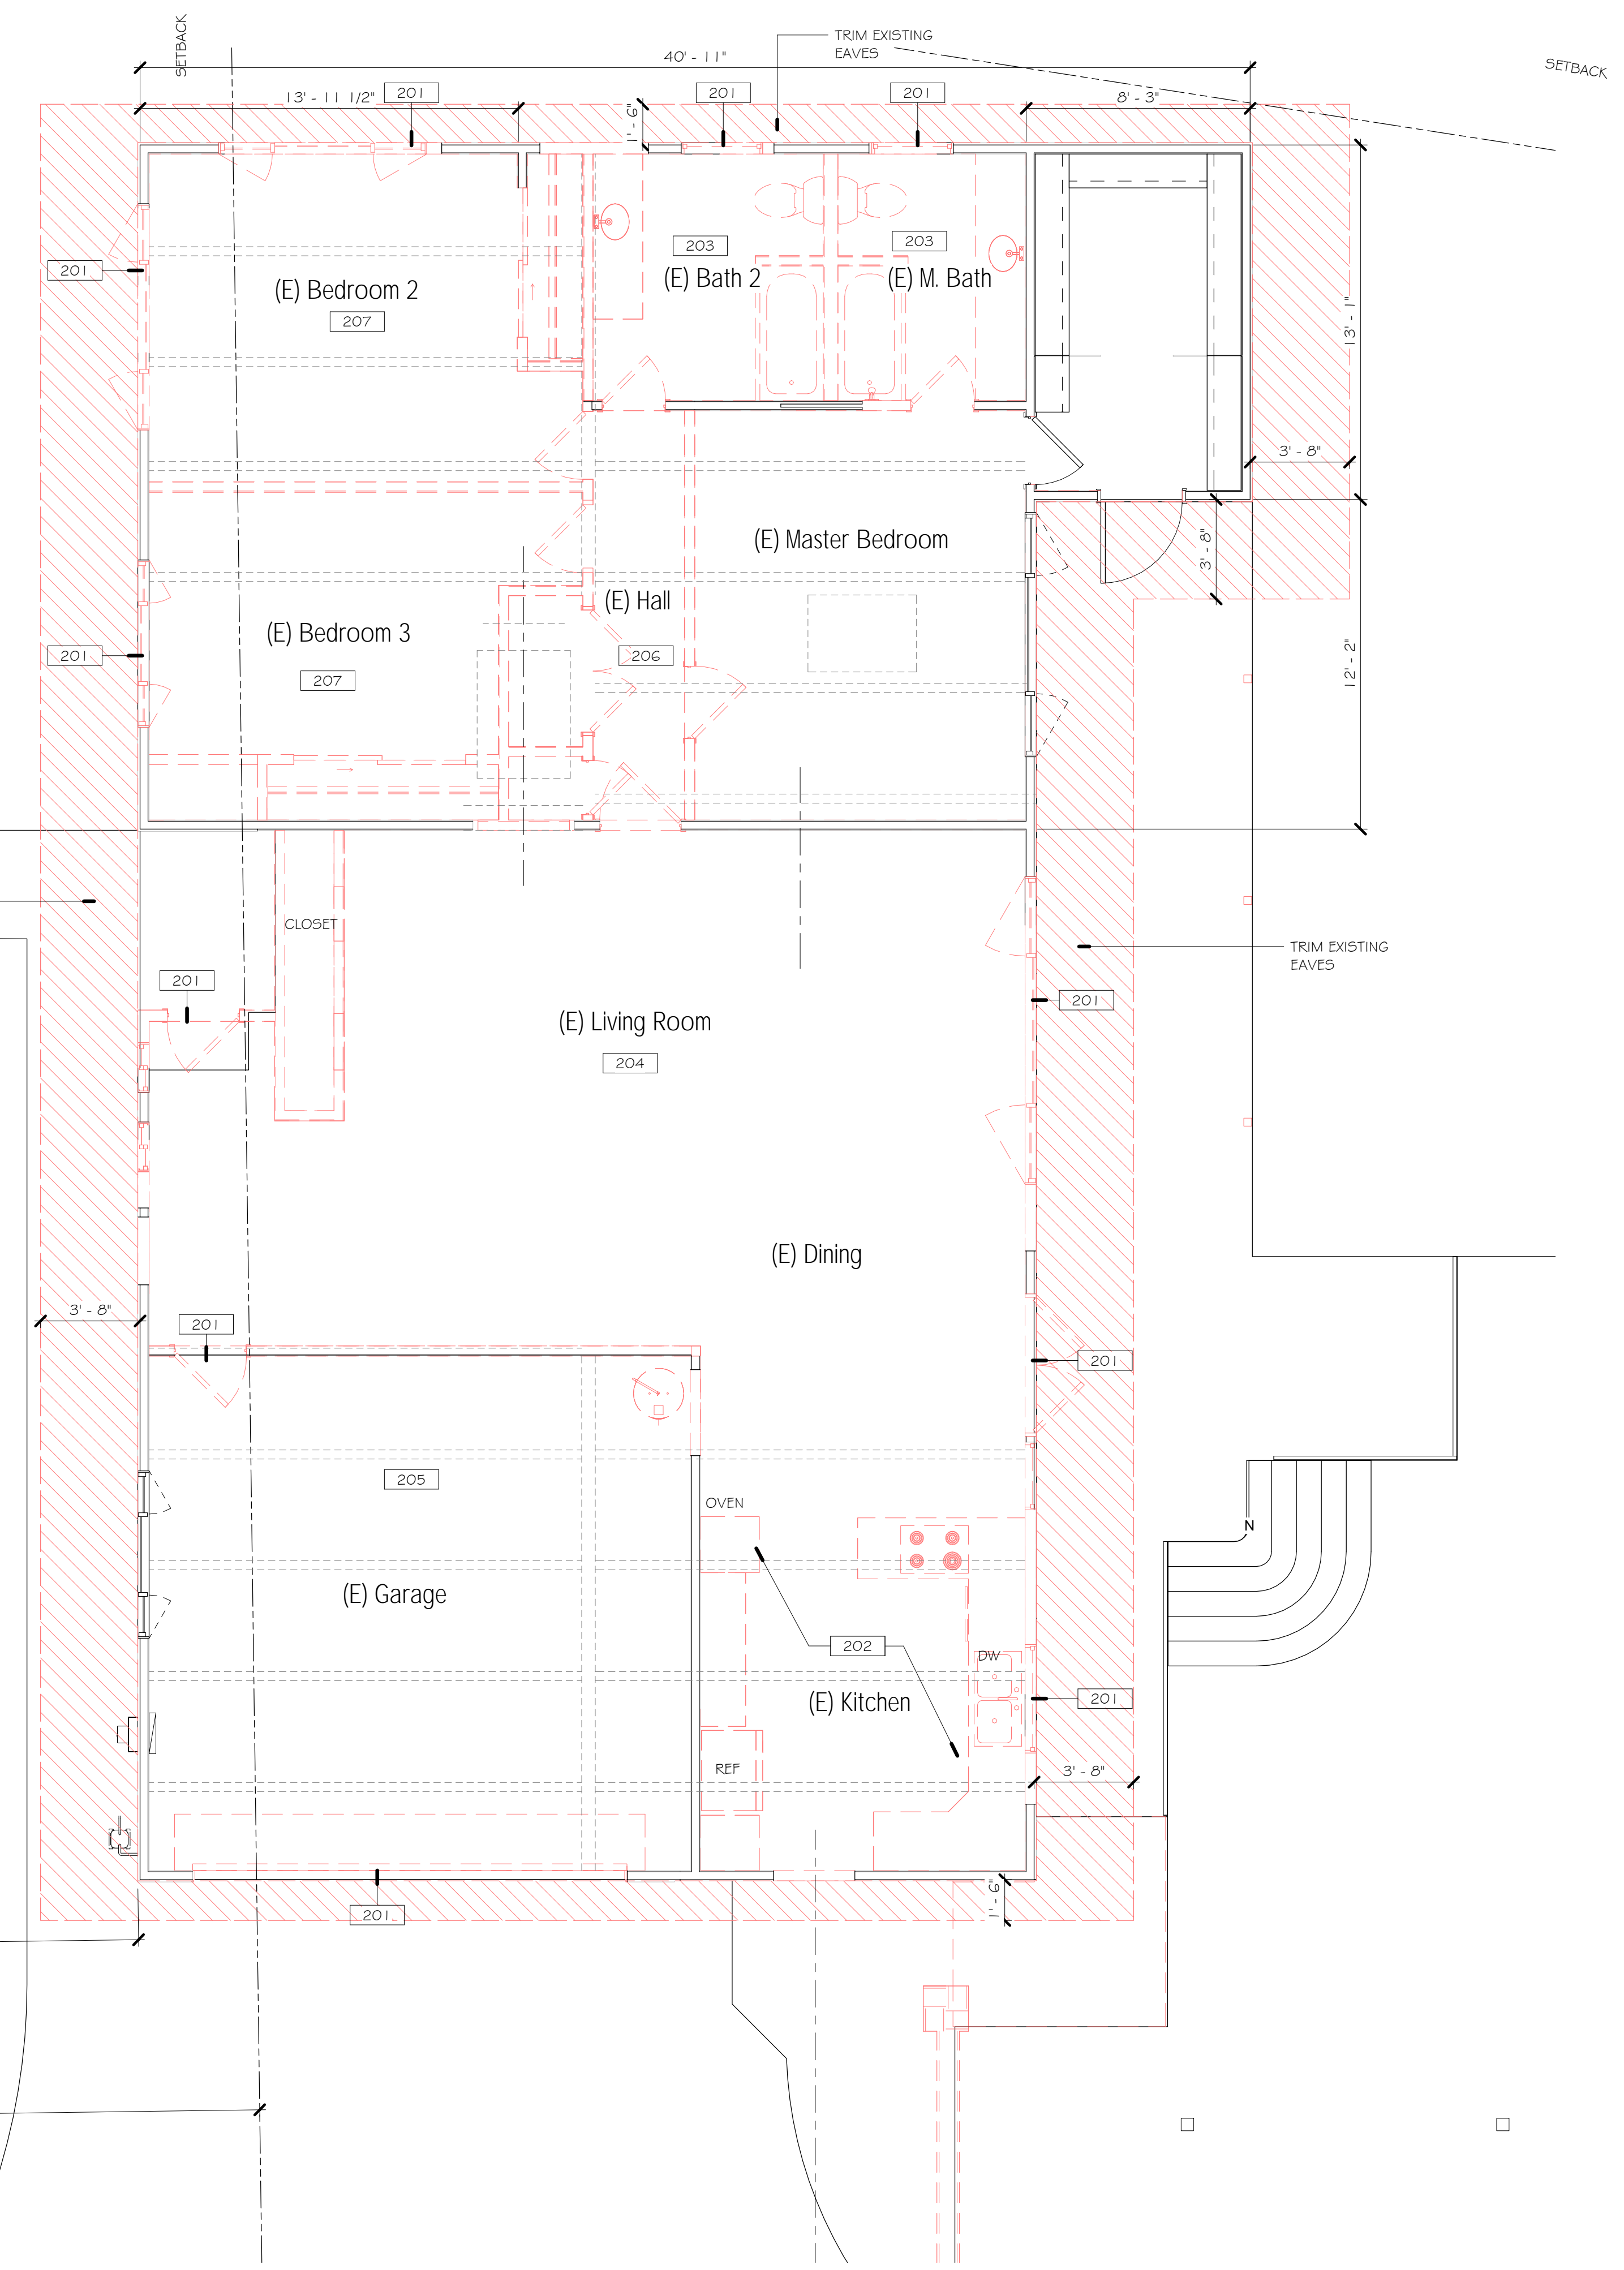 SETBACK
TRIM EXISTING
EAVES
40' - 11"
SETBACK
13' - 11 1/2"
201
1' - 6"
201
201
8' - 3"
203
203
201
(E) Bedroom 2
(E) Bath 2
(E) M. Bath
207
13' - 1"
3' - 8"
(E) Master Bedroom
3' - 8"
(E) Hall
(E) Bedroom 3
201
206
12' - 2"
207
CLOSET
TRIM EXISTING
EAVES
201
201
(E) Living Room
204
(E) Dining
3' - 8"
201
201
205
OVEN
N
(E) Garage
202
DW
(E) Kitchen
201
REF
3' - 8"
1' - 6"
201